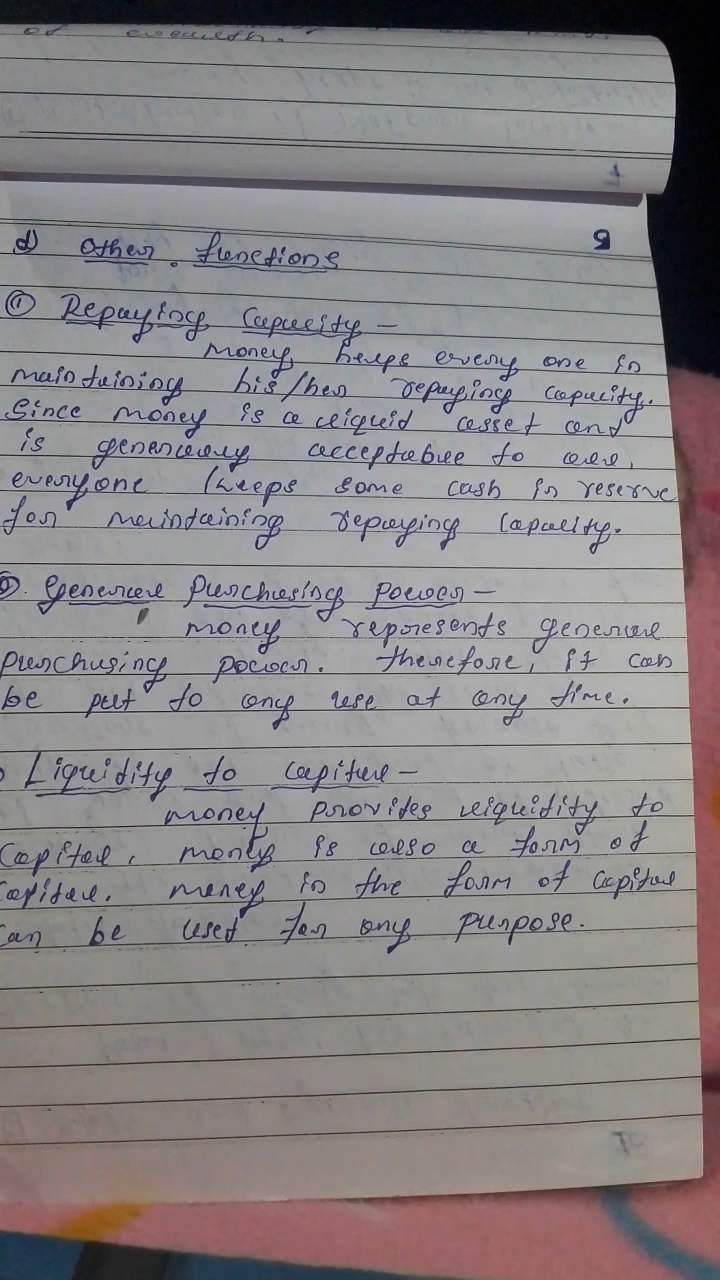 of wealth.
9
d) Other functions
① Repaying Capacity –
money helps every one in
maintaining his/her repaying capacity.
Since money is a liquid asset and
is generally acceptable to all,
everyone keeps some cash in reserve
for maintaining repaying capacity.
②. General Purchasing Power –
money represents general
purchasing power. therefore, it can
be put to any use at any time.
Liquidity to capital –
money provites liquidity to
Capital. money is also a form of
capital. money in the form of capital
can be used for any purpose.